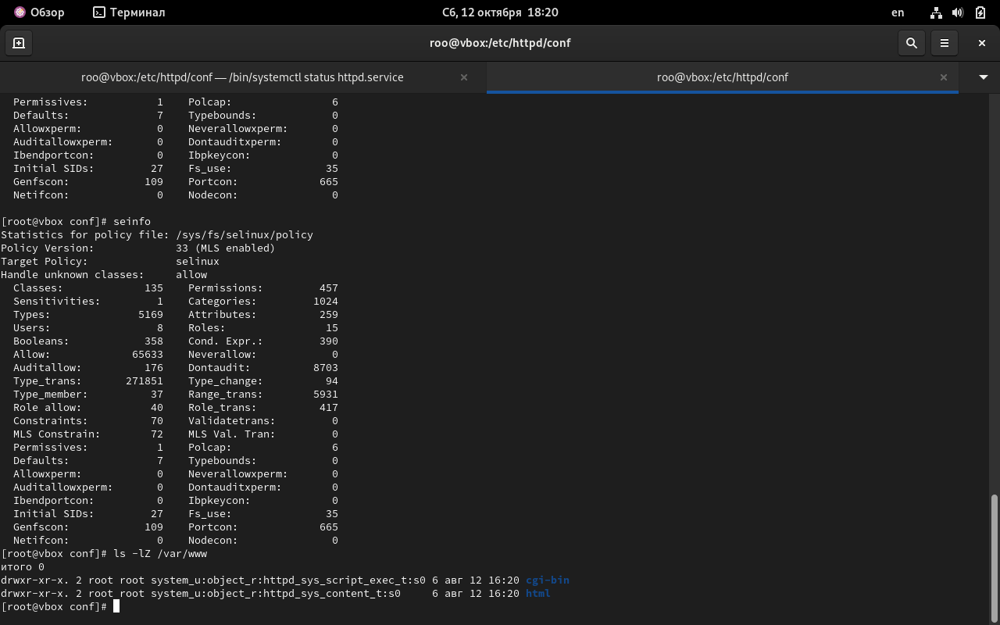 Обзор Терминал Сб, 12 октября 18:20 en
roo@vbox:/etc/httpd/conf
roo@vbox:/etc/httpd/conf — /bin/systemctl status httpd.service × roo@vbox:/etc/httpd/conf ×
  Permissives:           1    Polcap:                6
  Defaults:              7    Typebounds:            0
  Allowxperm:            0    Neverallowxperm:       0
  Auditallowxperm:       0    Dontauditxperm:        0
  Ibendportcon:          0    Ibpkeycon:             0
  Initial SIDs:         27    Fs_use:               35
  Genfscon:            109    Portcon:             665
  Netifcon:              0    Nodecon:               0
[root@vbox conf]# seinfo
Statistics for policy file: /sys/fs/selinux/policy
Policy Version:             33 (MLS enabled)
Target Policy:              selinux
Handle unknown classes:     allow
  Classes:             135    Permissions:         457
  Sensitivities:         1    Categories:         1024
  Types:              5169    Attributes:          259
  Users:                 8    Roles:                15
  Booleans:            358    Cond. Expr.:         390
  Allow:             65633    Neverallow:            0
  Auditallow:          176    Dontaudit:          8703
  Type_trans:       271851    Type_change:          94
  Type_member:          37    Range_trans:        5931
  Role allow:           40    Role_trans:          417
  Constraints:          70    Validatetrans:         0
  MLS Constrain:        72    MLS Val. Tran:         0
  Permissives:           1    Polcap:                6
  Defaults:              7    Typebounds:            0
  Allowxperm:            0    Neverallowxperm:       0
  Auditallowxperm:       0    Dontauditxperm:        0
  Ibendportcon:          0    Ibpkeycon:             0
  Initial SIDs:         27    Fs_use:               35
  Genfscon:            109    Portcon:             665
  Netifcon:              0    Nodecon:               0
[root@vbox conf]# ls -lZ /var/www
итого 0
drwxr-xr-x. 2 root root system_u:object_r:httpd_sys_script_exec_t:s0 6 авг 12 16:20 cgi-bin
drwxr-xr-x. 2 root root system_u:object_r:httpd_sys_content_t:s0     6 авг 12 16:20 html
[root@vbox conf]#